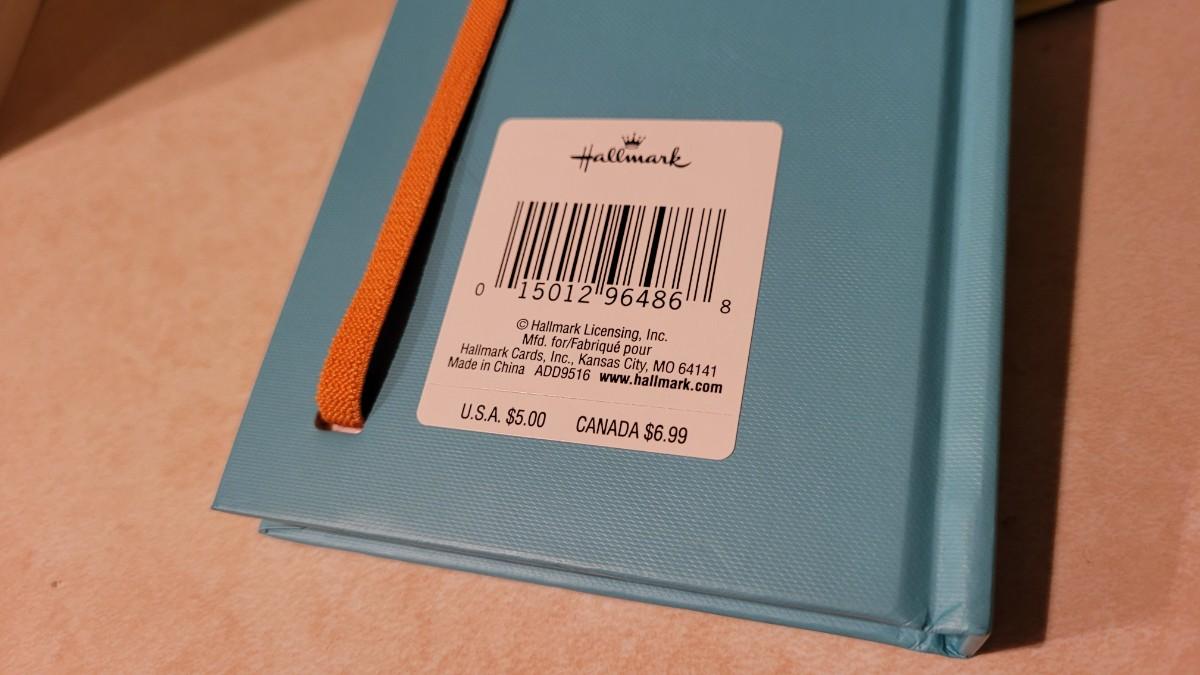 Hallmark
0 15012 96486 8
© Hallmark Licensing, Inc.
Mfd. for/Fabriqué pour
Hallmark Cards, Inc., Kansas City, MO 64141
Made in China ADD9516 www.hallmark.com
U.S.A. $5.00 CANADA $6.99